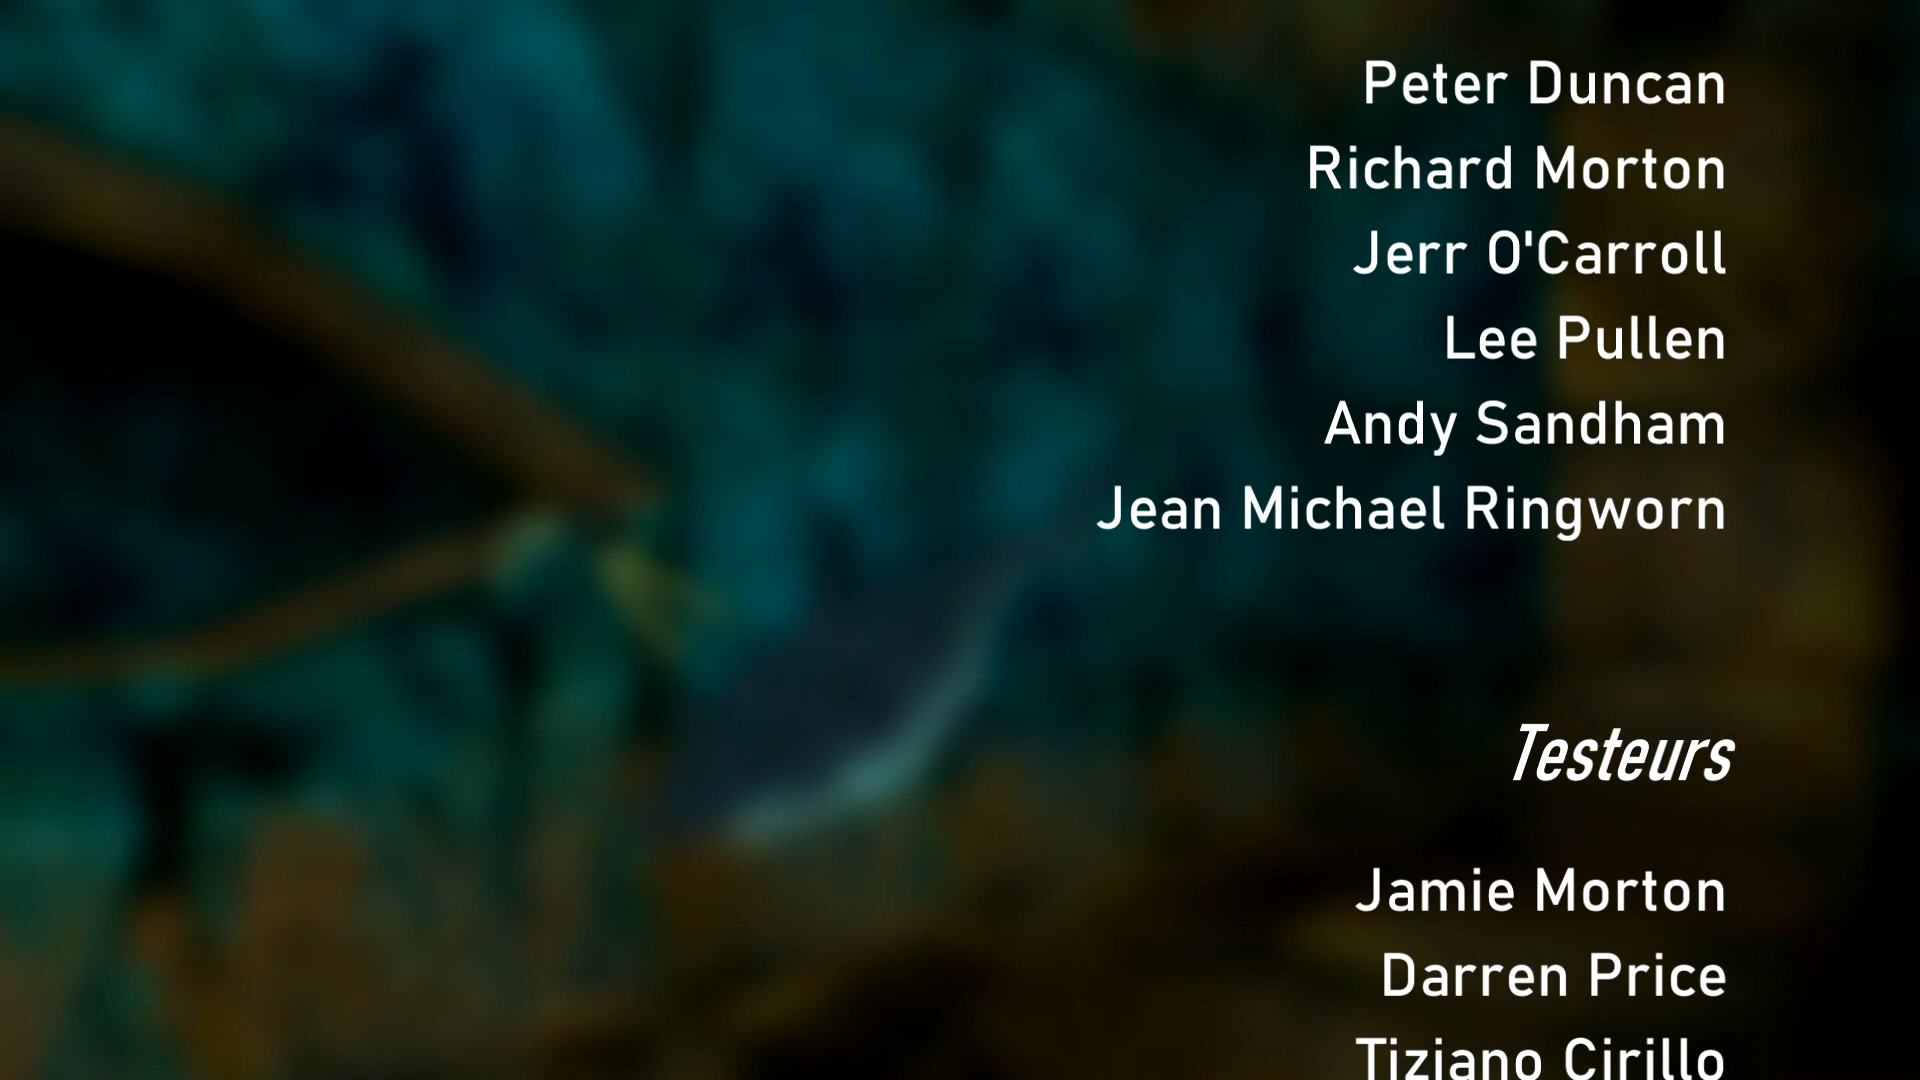 Peter Duncan
Richard Morton
Jerr O'Carroll
Lee Pullen
Andy Sandham
Jean Michael Ringworn
Testeurs
Jamie Morton
Darren Price
Tiziano Cirillo